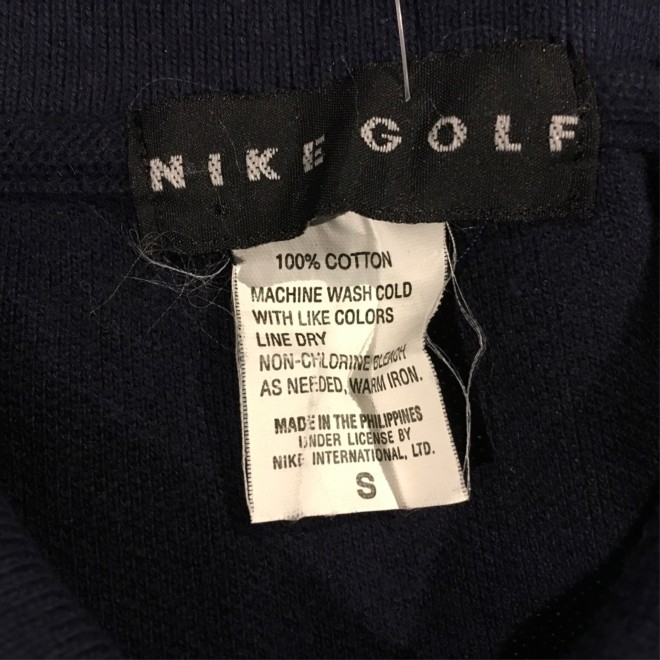 NIKE GOLF
100% COTTON
MACHINE WASH COLD
WITH LIKE COLORS
LINE DRY
NON-CHLORINE BLEACH
AS NEEDED, WARM IRON.
MADE IN THE PHILIPPINES
UNDER LICENSE BY
NIKE INTERNATIONAL, LTD.
S